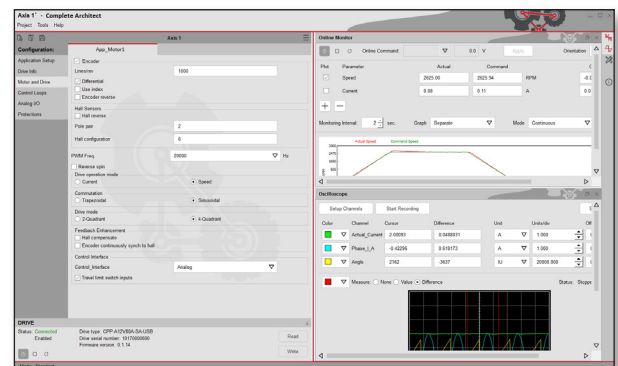 Axis 1* - Complete Architect
Project Tools Help
Axis 1
Configuration:
App_Motor1
Application Setup
Drive Info
Motor and Drive
Control Loops
Analog I/O
Protections
Encoder
Lines/rev 1000
Differential
Use index
Encoder reverse
Hall Sensors
Hall reverse
Pole pair 2
Hall configuration 6
PWM Freq. 20000 Hz
Reverse spin
Drive operation mode
Current Speed
Commutation
Trapezoidal Sinusoidal
Drive mode
2-Quadrant 4-Quadrant
Feedback Enhancement
Hall compensate
Encoder continuously synch to hall
Control Interface
Control_Interface Analog
Travel limit switch inputs
DRIVE
Status: Connected
Enabled
Drive type: GPP-A12V80A-SA-USB
Drive serial number: 10170000600
Firmware version: 0.1.14
Read
Write
Online Monitor
Online Command 0.0 V Apply Orientation
Plot Parameter Actual Command
Speed 2625.00 2625.94 RPM
Current 0.08 0.11 A
Monitoring Interval: 2 sec. Graph Separate Mode Continuous
Actual Speed Command Speed
Oscilloscope
Setup Channels Start Recording
Color Channel Cursor Difference Unit Units/div
Actual_Current 2.00093 0.0488031 A 1.000
Phase_I_A -0.42295 0.618173 A 1.000
Angle 2162 -3637 IU 20000.000
Measure: None Value Difference Status: